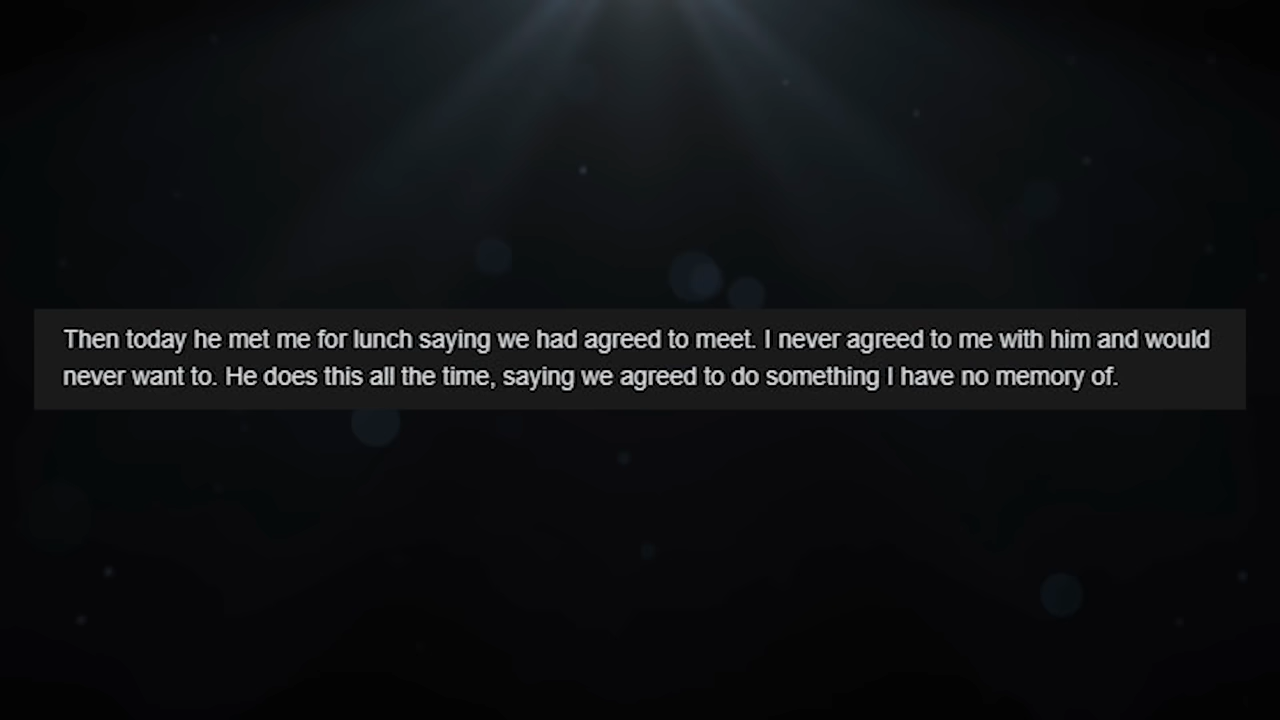 Then today he met me for lunch saying we had agreed to meet. I never agreed to me with him and would
never want to. He does this all the time, saying we agreed to do something I have no memory of.